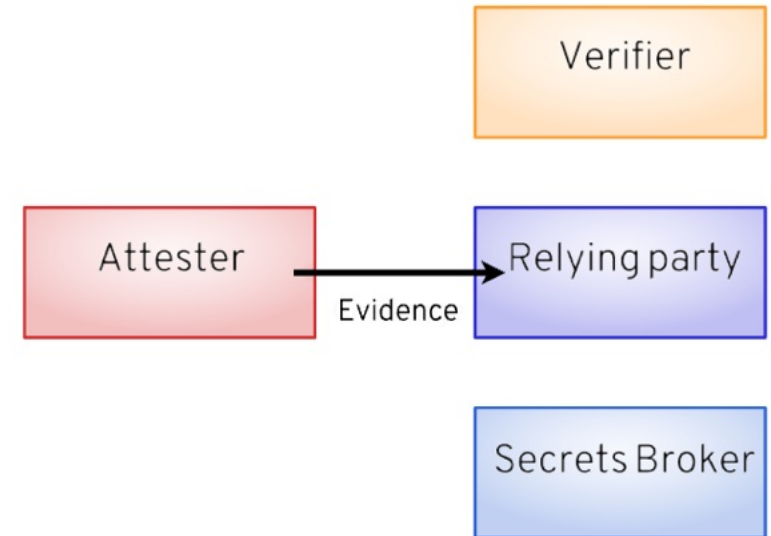 Verifier
Attester
Relying party
Evidence
Secrets Broker